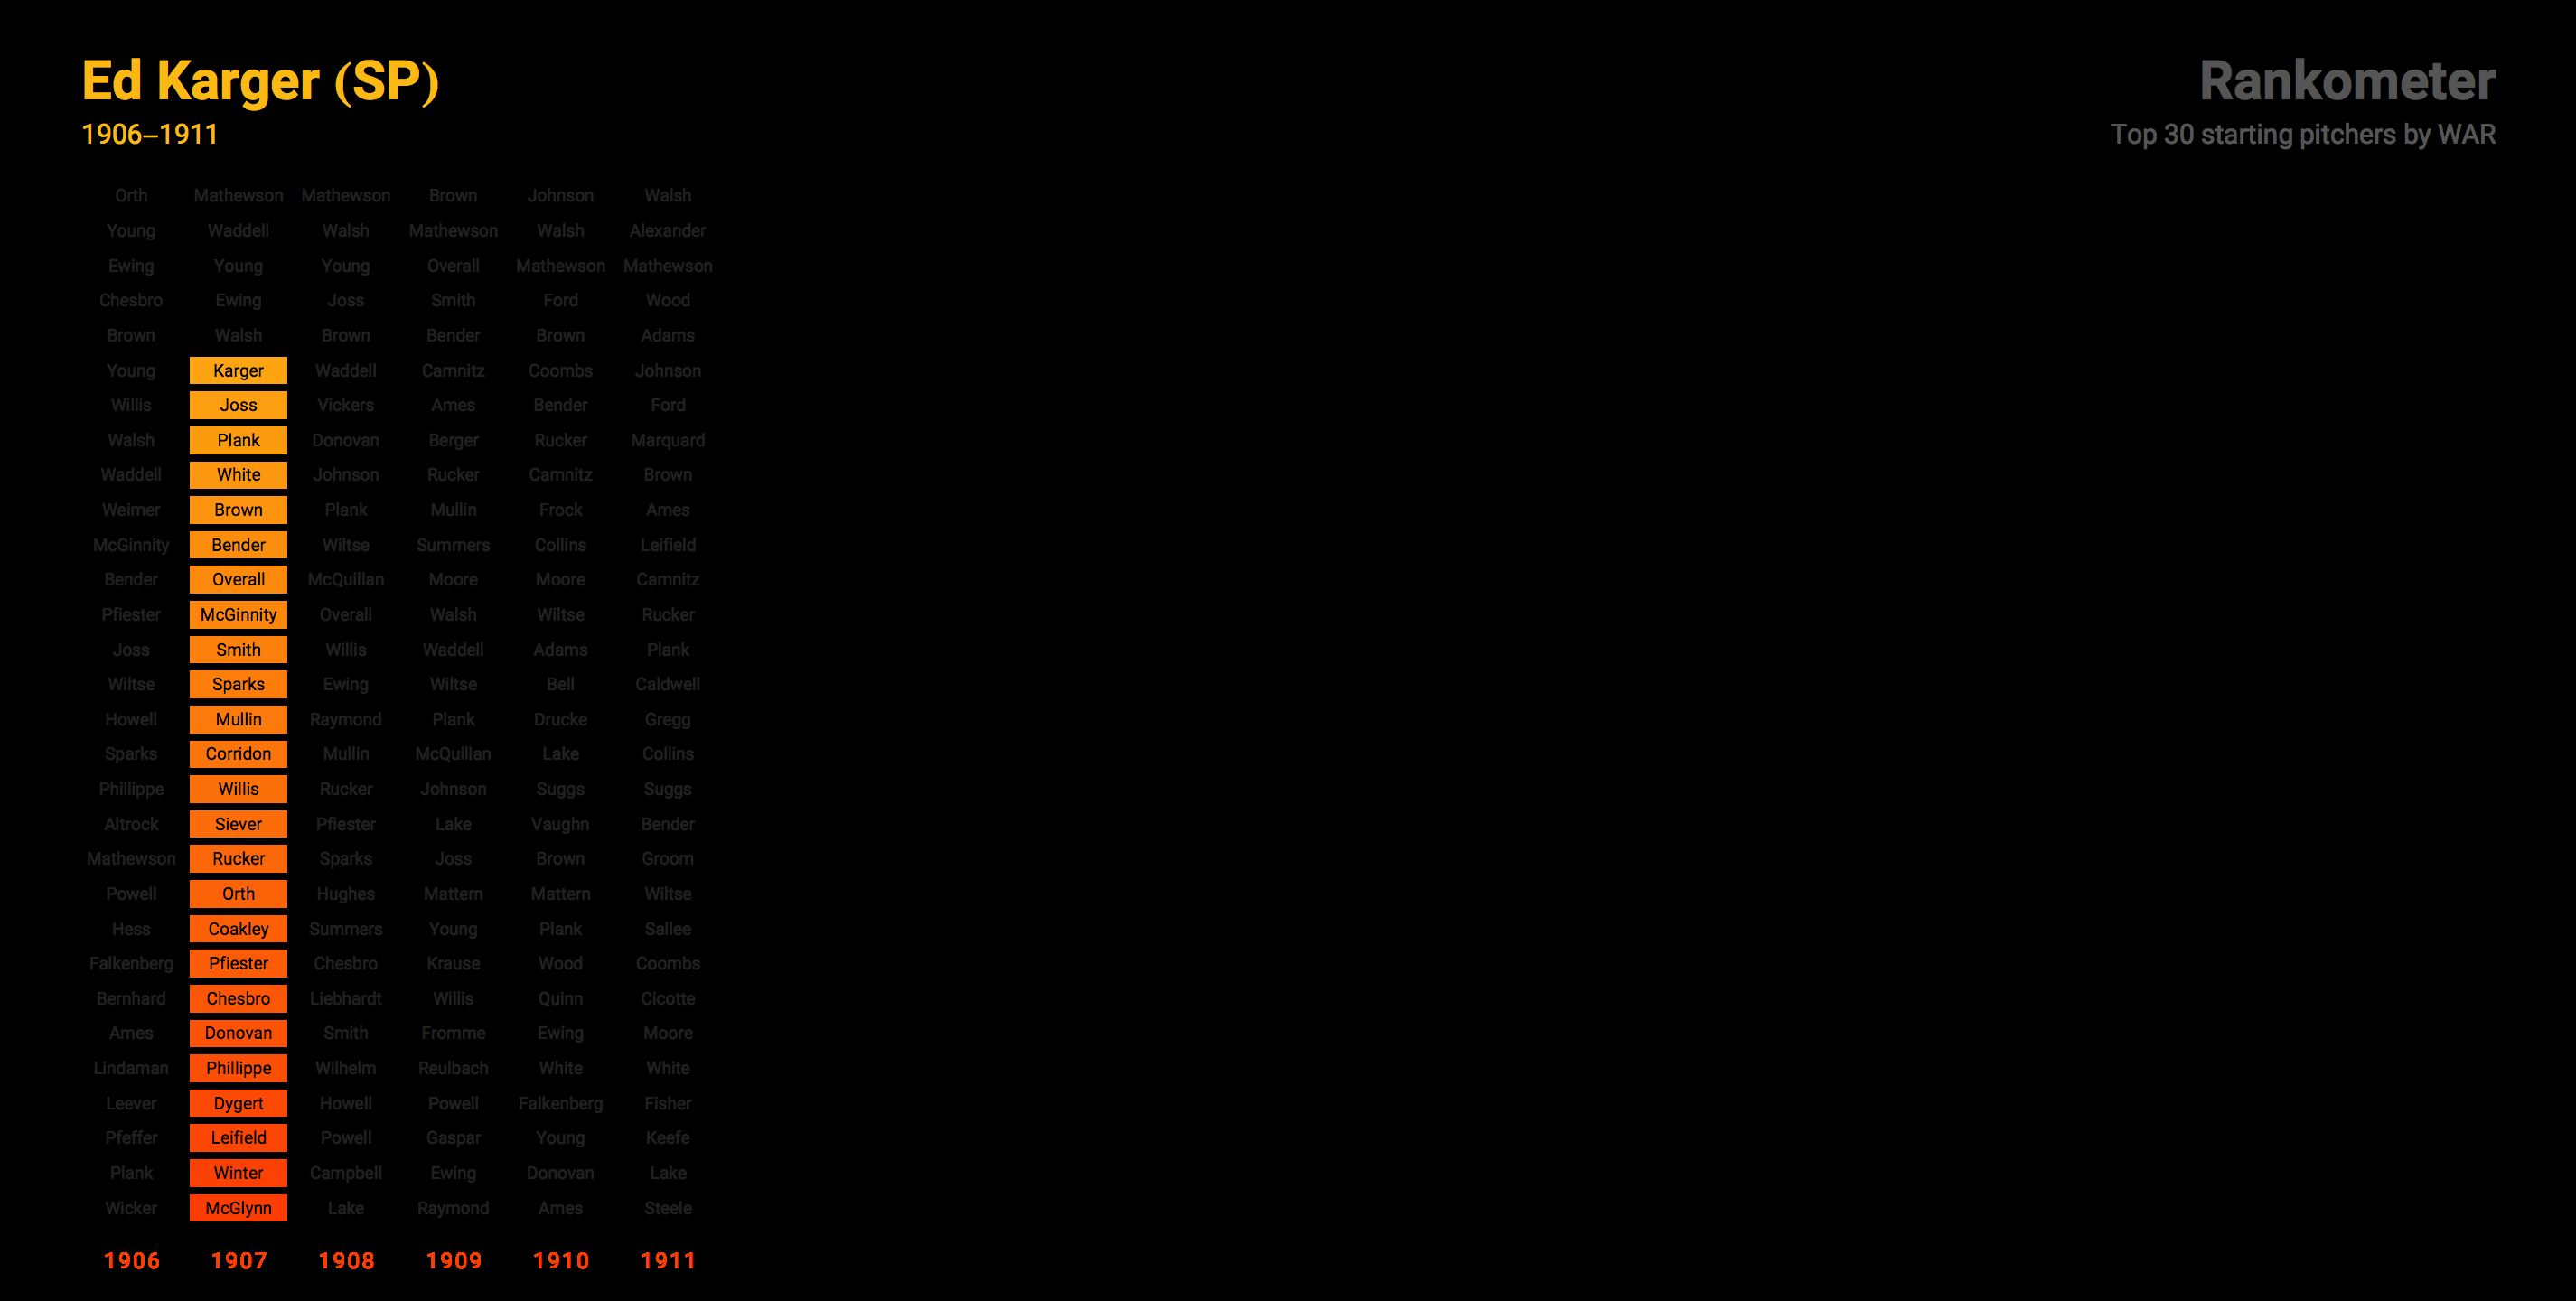 Ed Karger (SP)
1906–1911
Rankometer
Top 30 starting pitchers by WAR
Orth Mathewson Mathewson Brown Johnson Walsh
Young Waddell Walsh Mathewson Walsh Alexander
Ewing Young Young Overall Mathewson Mathewson
Chesbro Ewing Joss Smith Ford Wood
Brown Walsh Brown Bender Brown Adams
Young Karger Waddell Camnitz Coombs Johnson
Willis Joss Vickers Ames Bender Ford
Walsh Plank Donovan Berger Rucker Marquard
Waddell White Johnson Rucker Camnitz Brown
Weimer Brown Plank Mullin Frock Ames
McGinnity Bender Wiltse Summers Collins Leifield
Bender Overall McQuillan Moore Moore Camnitz
Pfiester McGinnity Overall Walsh Wiltse Rucker
Joss Smith Willis Waddell Adams Plank
Wiltse Sparks Ewing Wiltse Bell Caldwell
Howell Mullin Raymond Plank Drucke Gregg
Sparks Corridon Mullin McQuillan Lake Collins
Phillippe Willis Rucker Johnson Suggs Suggs
Altrock Siever Pfiester Lake Vaughn Bender
Mathewson Rucker Sparks Joss Brown Groom
Powell Orth Hughes Mattern Mattern Wiltse
Hess Coakley Summers Young Plank Sallee
Falkenberg Pfiester Chesbro Krause Wood Coombs
Bernhard Chesbro Liebhardt Willis Quinn Cicotte
Ames Donovan Smith Fromme Ewing Moore
Lindaman Phillippe Wilhelm Reulbach White White
Leever Dygert Howell Powell Falkenberg Fisher
Pfeffer Leifield Powell Gaspar Young Keefe
Plank Winter Campbell Ewing Donovan Lake
Wicker McGlynn Lake Raymond Ames Steele
1906 1907 1908 1909 1910 1911